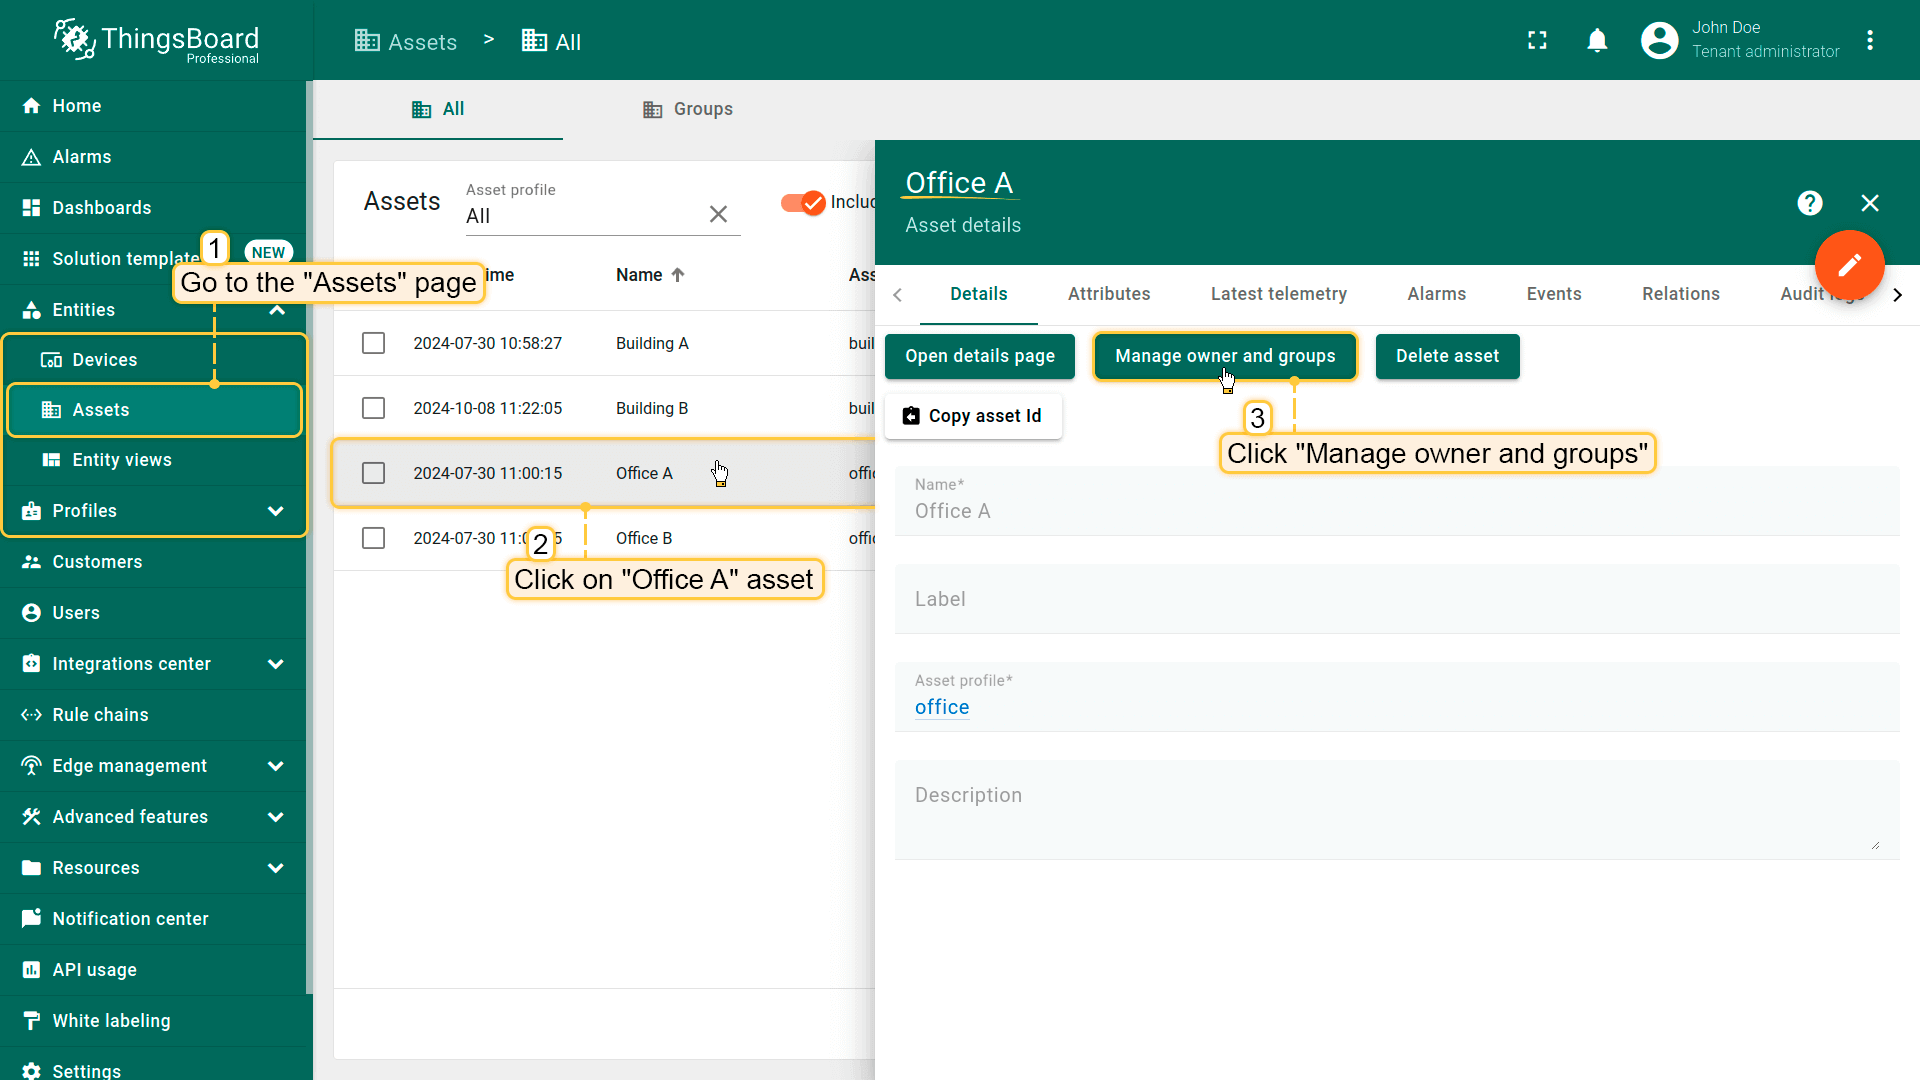 ThingsBoard
Professional
Assets > All
John Doe
Tenant administrator
Home
Alarms
Dashboards
Solution template
NEW
Entities
Devices
Assets
Entity views
Profiles
Customers
Users
Integrations center
Rule chains
Edge management
Advanced features
Resources
Notification center
API usage
White labeling
Settings
1
Go to the "Assets" page
All
Groups
Assets
Asset profile
All
Includ
ime
Name
Ass
2024-07-30 10:58:27 Building A buil
2024-10-08 11:22:05 Building B buil
2024-07-30 11:00:15 Office A offic
2024-07-30 11:0 5 Office B offic
2
Click on "Office A" asset
Office A
Asset details
Details
Attributes
Latest telemetry
Alarms
Events
Relations
Audit logs
Open details page
Manage owner and groups
Delete asset
Copy asset Id
3
Click "Manage owner and groups"
Name*
Office A
Label
Asset profile*
office
Description